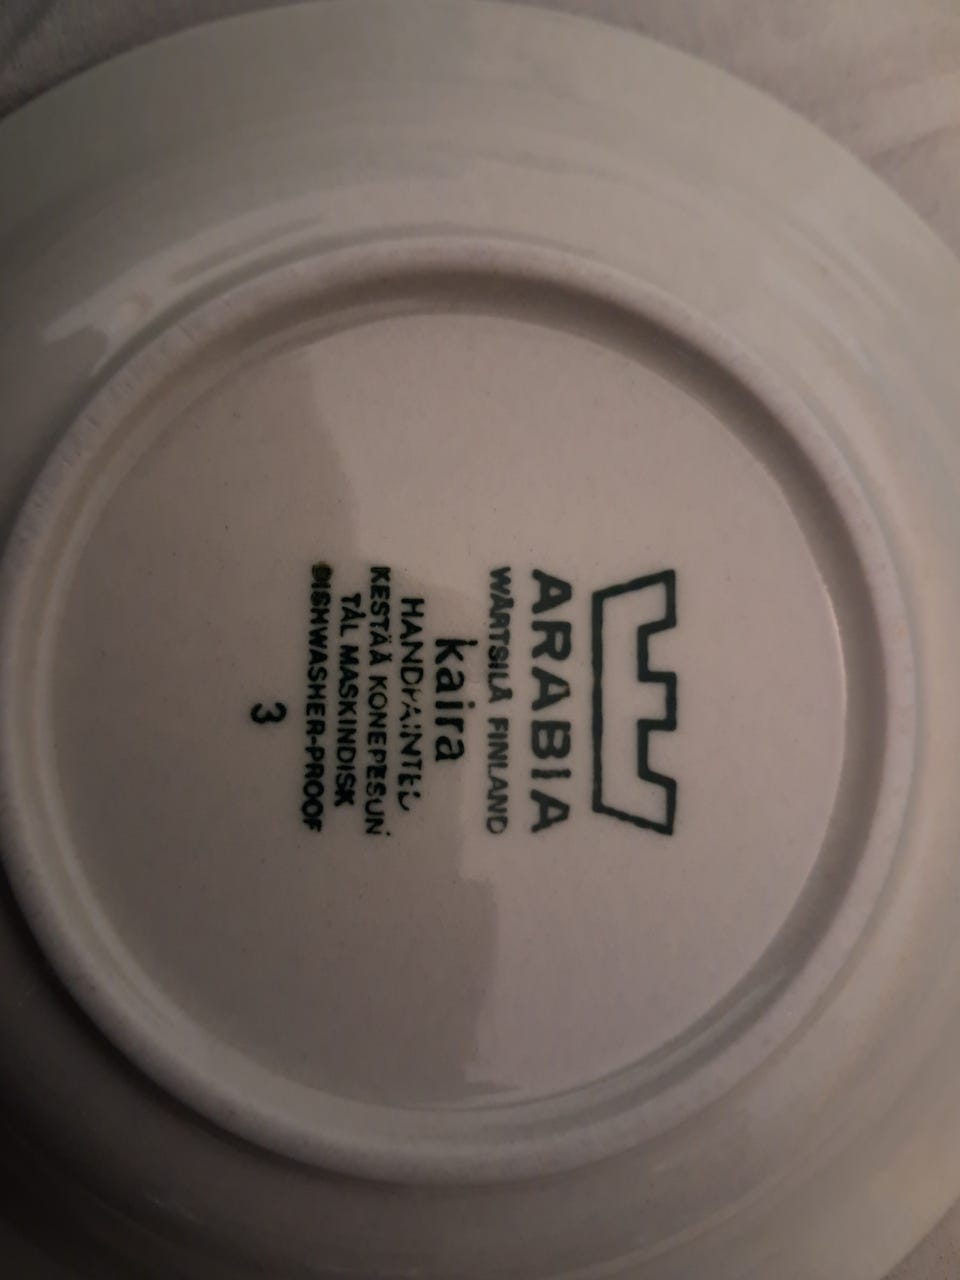 ARABIA
WÄRTSILÄ FINLAND
kaira
HANDPAINTED
KESTÄÄ KONEPESUN
TÅL MASKINDISK
DISHWASHER-PROOF
3